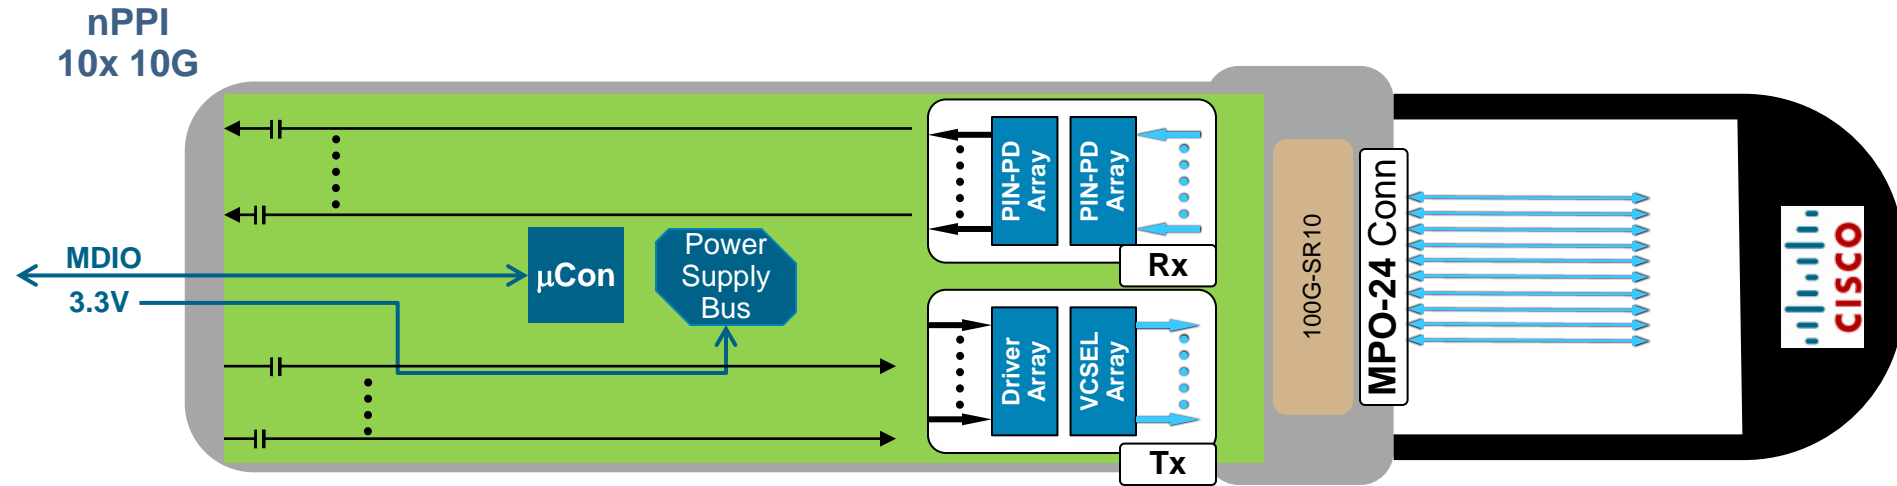 nPPI
10x 10G
MDIO
3.3V
μCon
Power
Supply
Bus
PIN-PD
Array
PIN-PD
Array
Rx
Driver
Array
VCSEL
Array
Tx
100G-SR10
MPO-24 Conn
CISCO